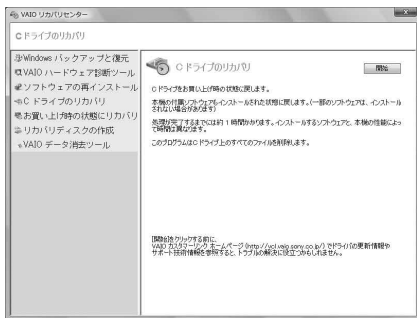 VAIO リカバリセンター
C ドライブのリカバリ
Windows バックアップと復元
VAIO ハードウェア診断ツール
ソフトウェアの再インストール
C ドライブのリカバリ
お買い上げ時の状態にリカバリ
リカバリディスクの作成
VAIO データ消去ツール
C ドライブのリカバリ
開始
C ドライブをお買い上げ時の状態に戻します。
本機の付属ソフトウェアもインストールされた状態に戻します。(一部のソフトウェアは、インストール
されない場合があります)
処理が完了するまでには約 1 時間かかります。インストールするソフトウェアと、本機の性能によっ
て時間は異なります。
このプログラムは C ドライブ上のすべてのファイルを削除します。
[開始]をクリックする前に、
VAIO カスタマーリンク ホームページ (http://vcl.vaio.sony.co.jp/) でドライバの更新情報や
サポート技術情報を参照すると、トラブルの解決に役立つかもしれません。